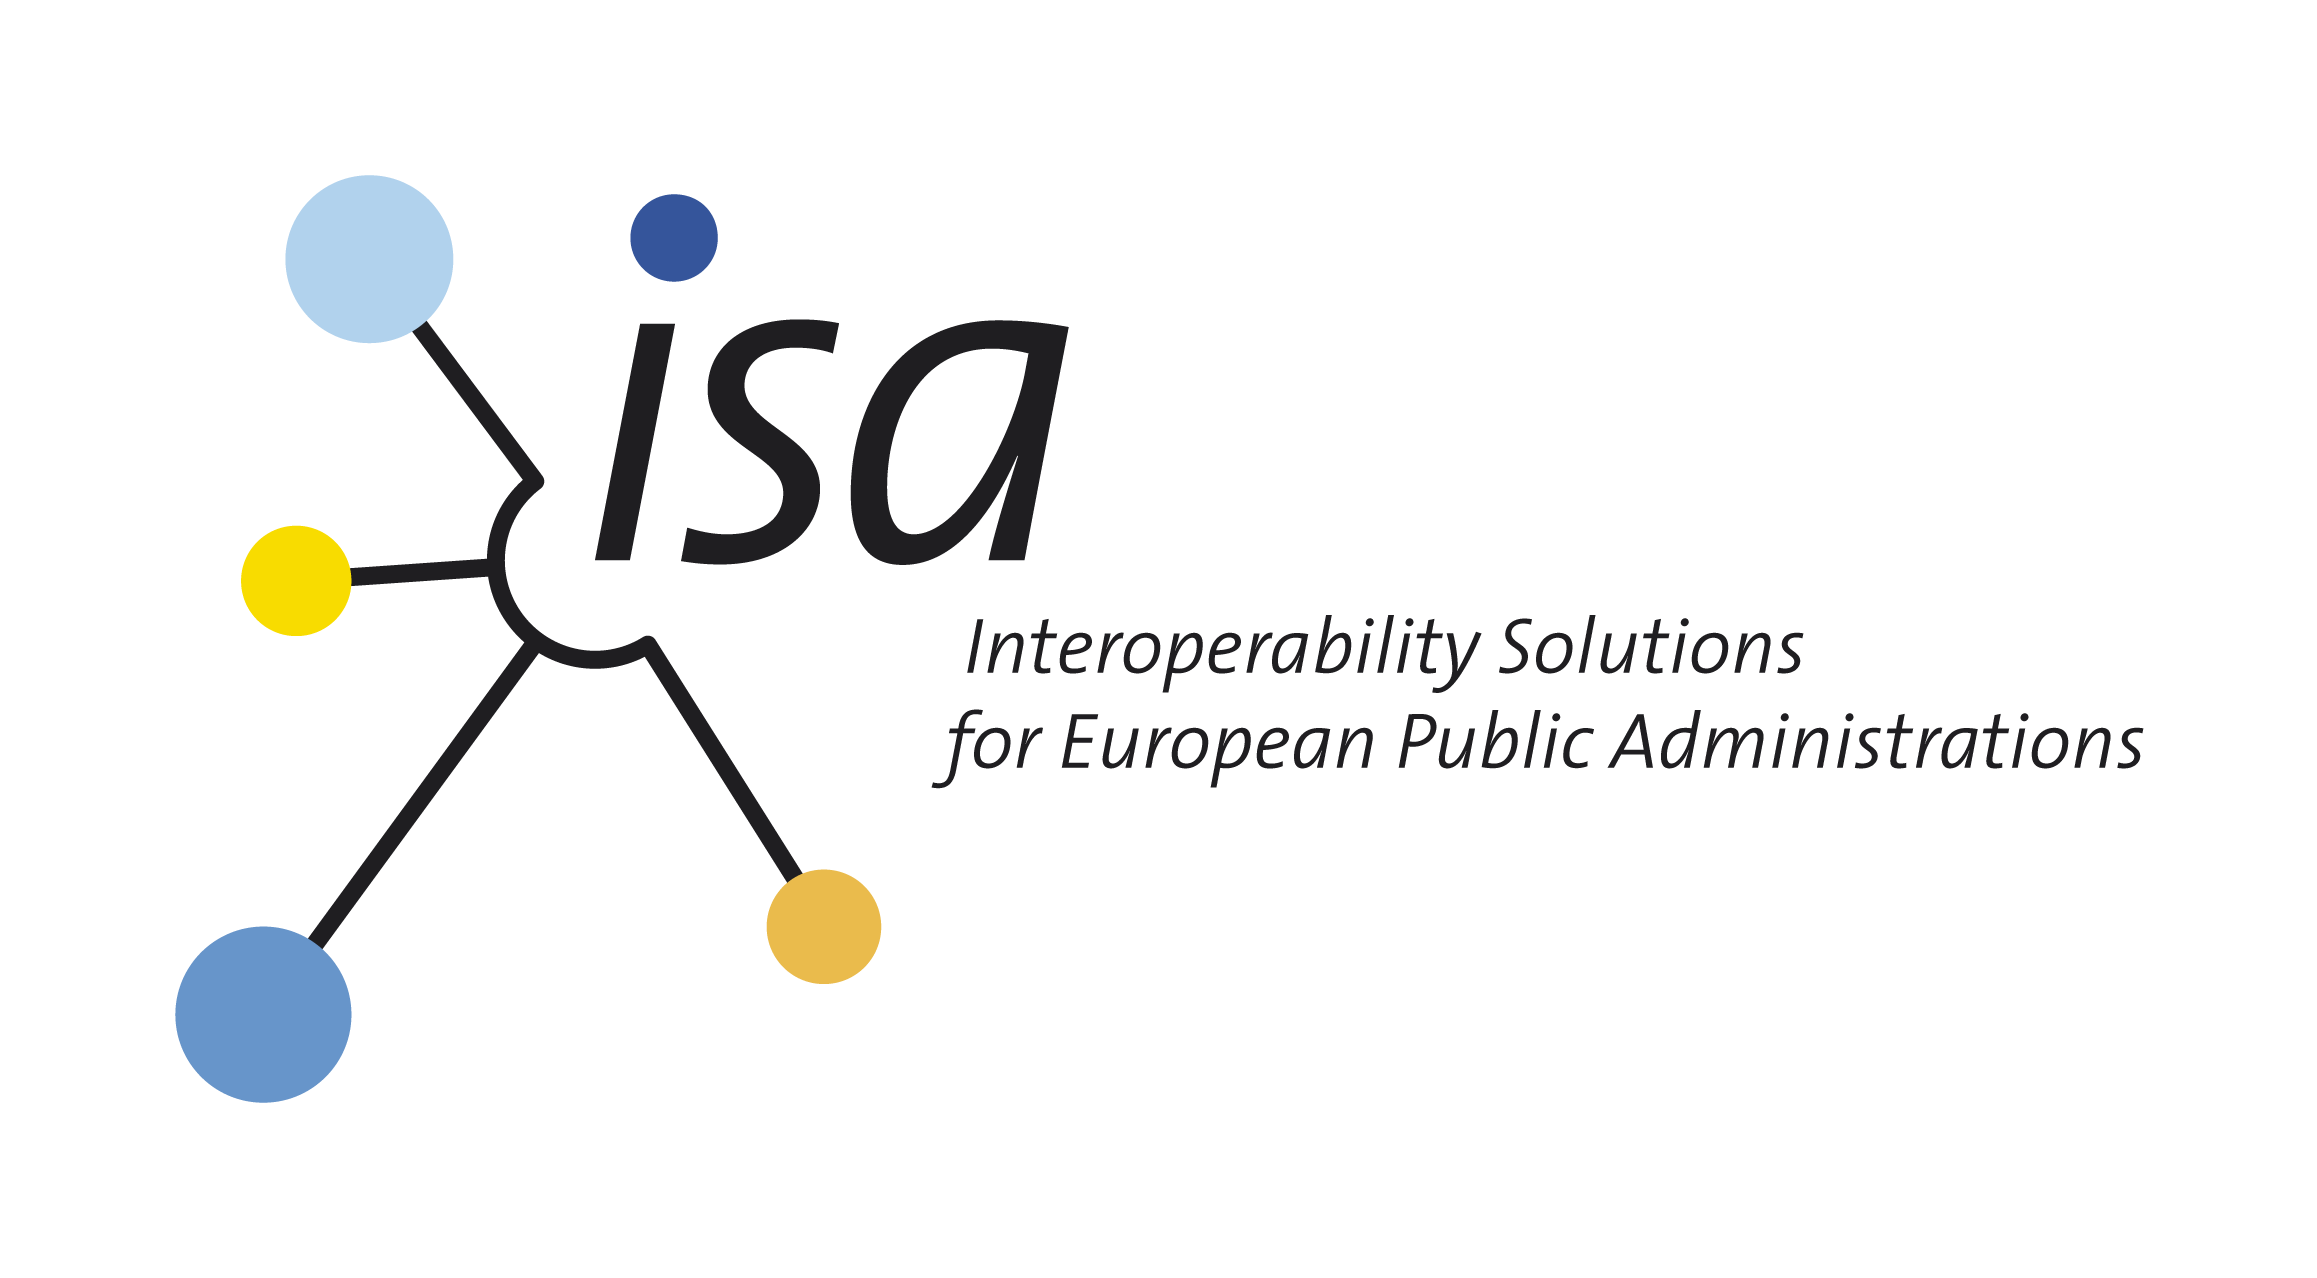 isa
Interoperability Solutions
for European Public Administrations